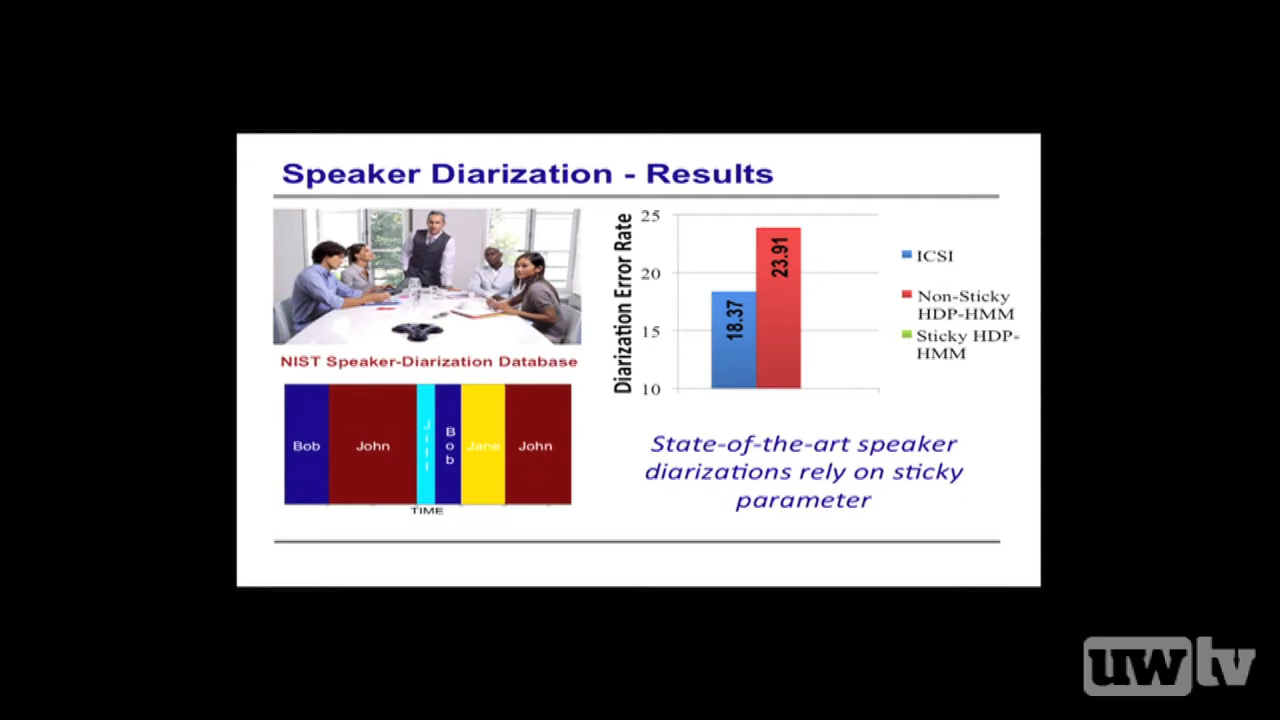 Speaker Diarization - Results
NIST Speaker-Diarization Database
Bob
John
Jill
Bob
Jane
John
TIME
Diarization Error Rate
25
20
15
10
18.37
23.91
ICSI
Non-Sticky
HDP-HMM
Sticky HDP-
HMM
State-of-the-art speaker
diarizations rely on sticky
parameter
uwtv